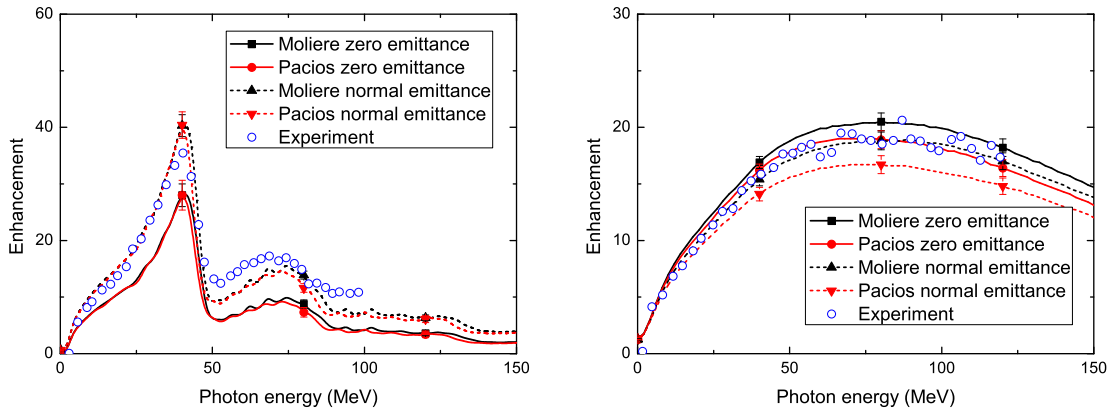 60
40
20
0
Enhancement
0
50
100
150
Photon energy (MeV)
Moliere zero emittance
Pacios zero emittance
Moliere normal emittance
Pacios normal emittance
Experiment
30
20
10
0
Enhancement
0
50
100
150
Photon energy (MeV)
Moliere zero emittance
Pacios zero emittance
Moliere normal emittance
Pacios normal emittance
Experiment